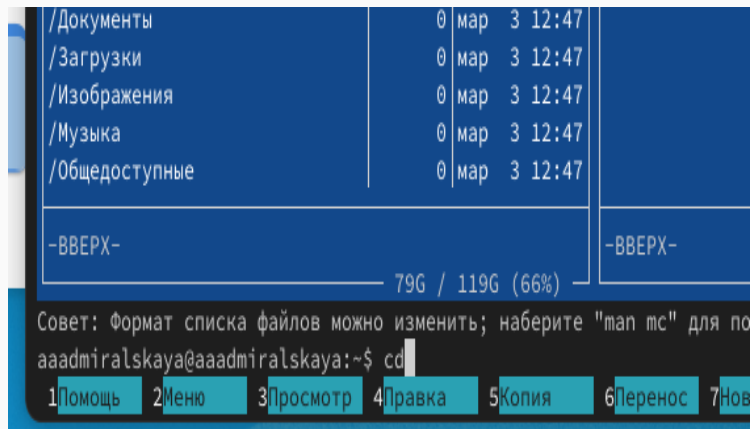 /Документы 0 мар 3 12:47
/Загрузки 0 мар 3 12:47
/Изображения 0 мар 3 12:47
/Музыка 0 мар 3 12:47
/Общедоступные 0 мар 3 12:47
-ВВЕРХ- -ВВЕРХ-
79G / 119G (66%)
Совет: Формат списка файлов можно изменить; наберите "man mc" для по
aaadmiralskaya@aaadmiralskaya:~$ cd
1Помощь 2Меню 3Просмотр 4Правка 5Копия 6Перенос 7Нов